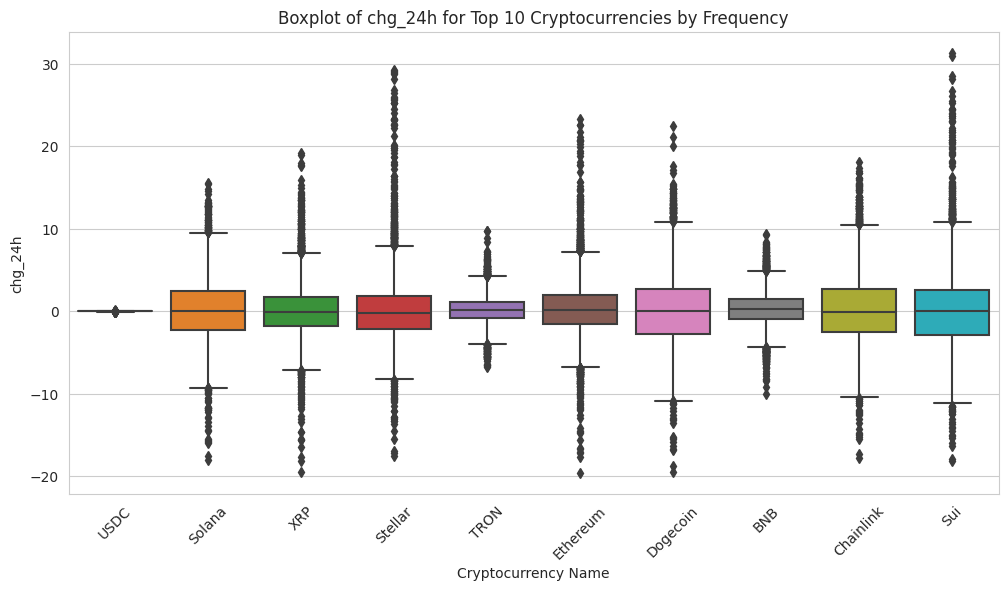 Boxplot of chg_24h for Top 10 Cryptocurrencies by Frequency
chg_24h
30
20
10
0
−10
−20
USDC
Solana
XRP
Stellar
TRON
Ethereum
Dogecoin
BNB
Chainlink
Sui
Cryptocurrency Name